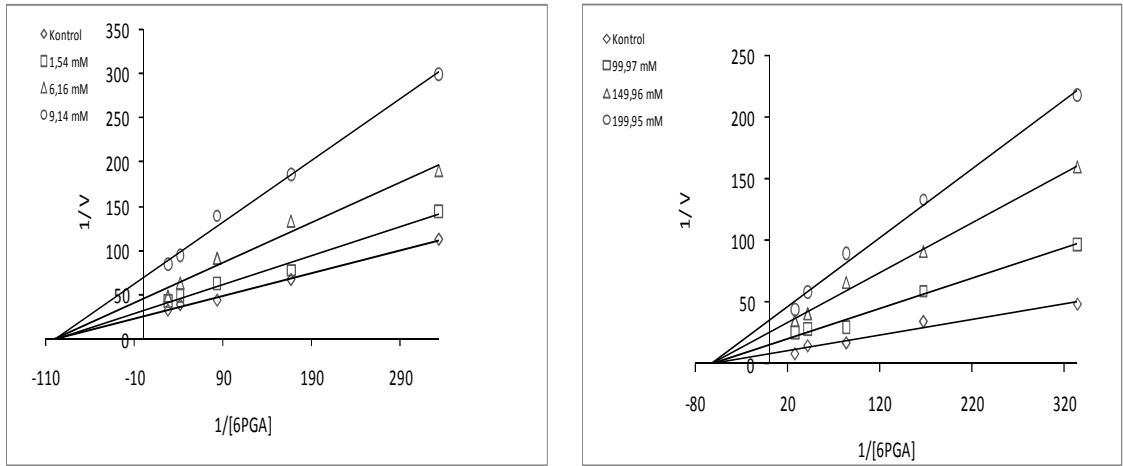 Kontrol
1,54 mM
6,16 mM
9,14 mM
350
300
250
200
150
100
50
0
1/ V
-110
-10
90
190
290
1/[6PGA]
Kontrol
99,97 mM
149,96 mM
199,95 mM
250
200
150
100
50
0
1/ V
-80
20
120
220
320
1/[6PGA]